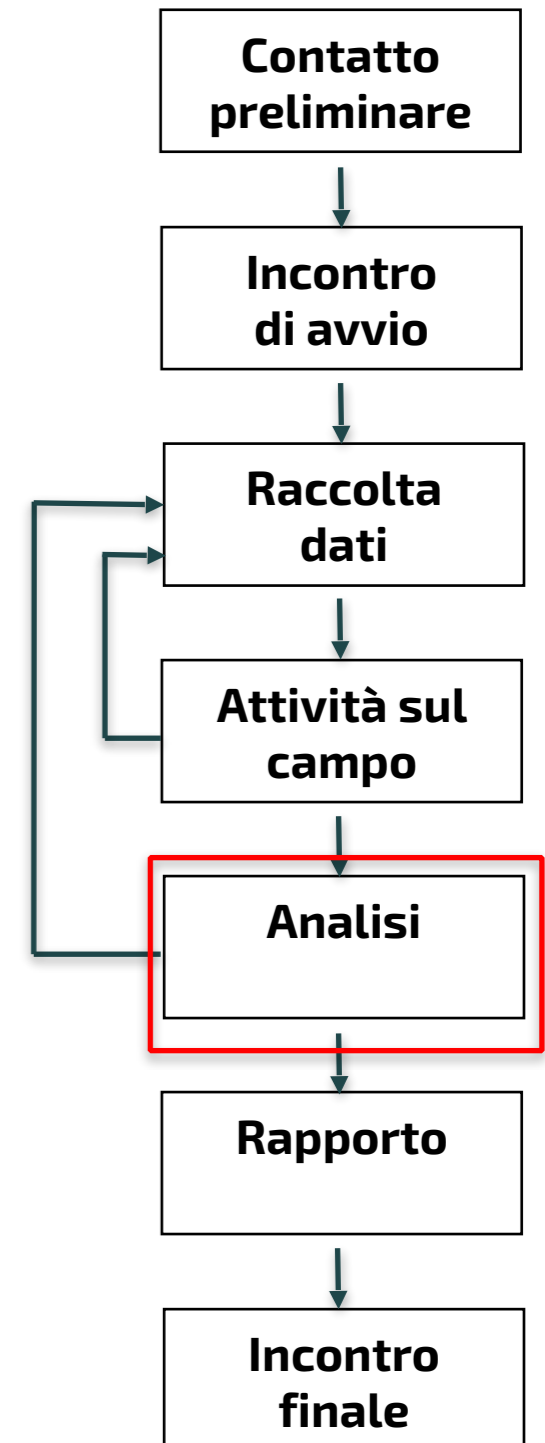 Contatto
preliminare
Incontro
di avvio
Raccolta
dati
Attività sul
campo
Analisi
Rapporto
Incontro
finale